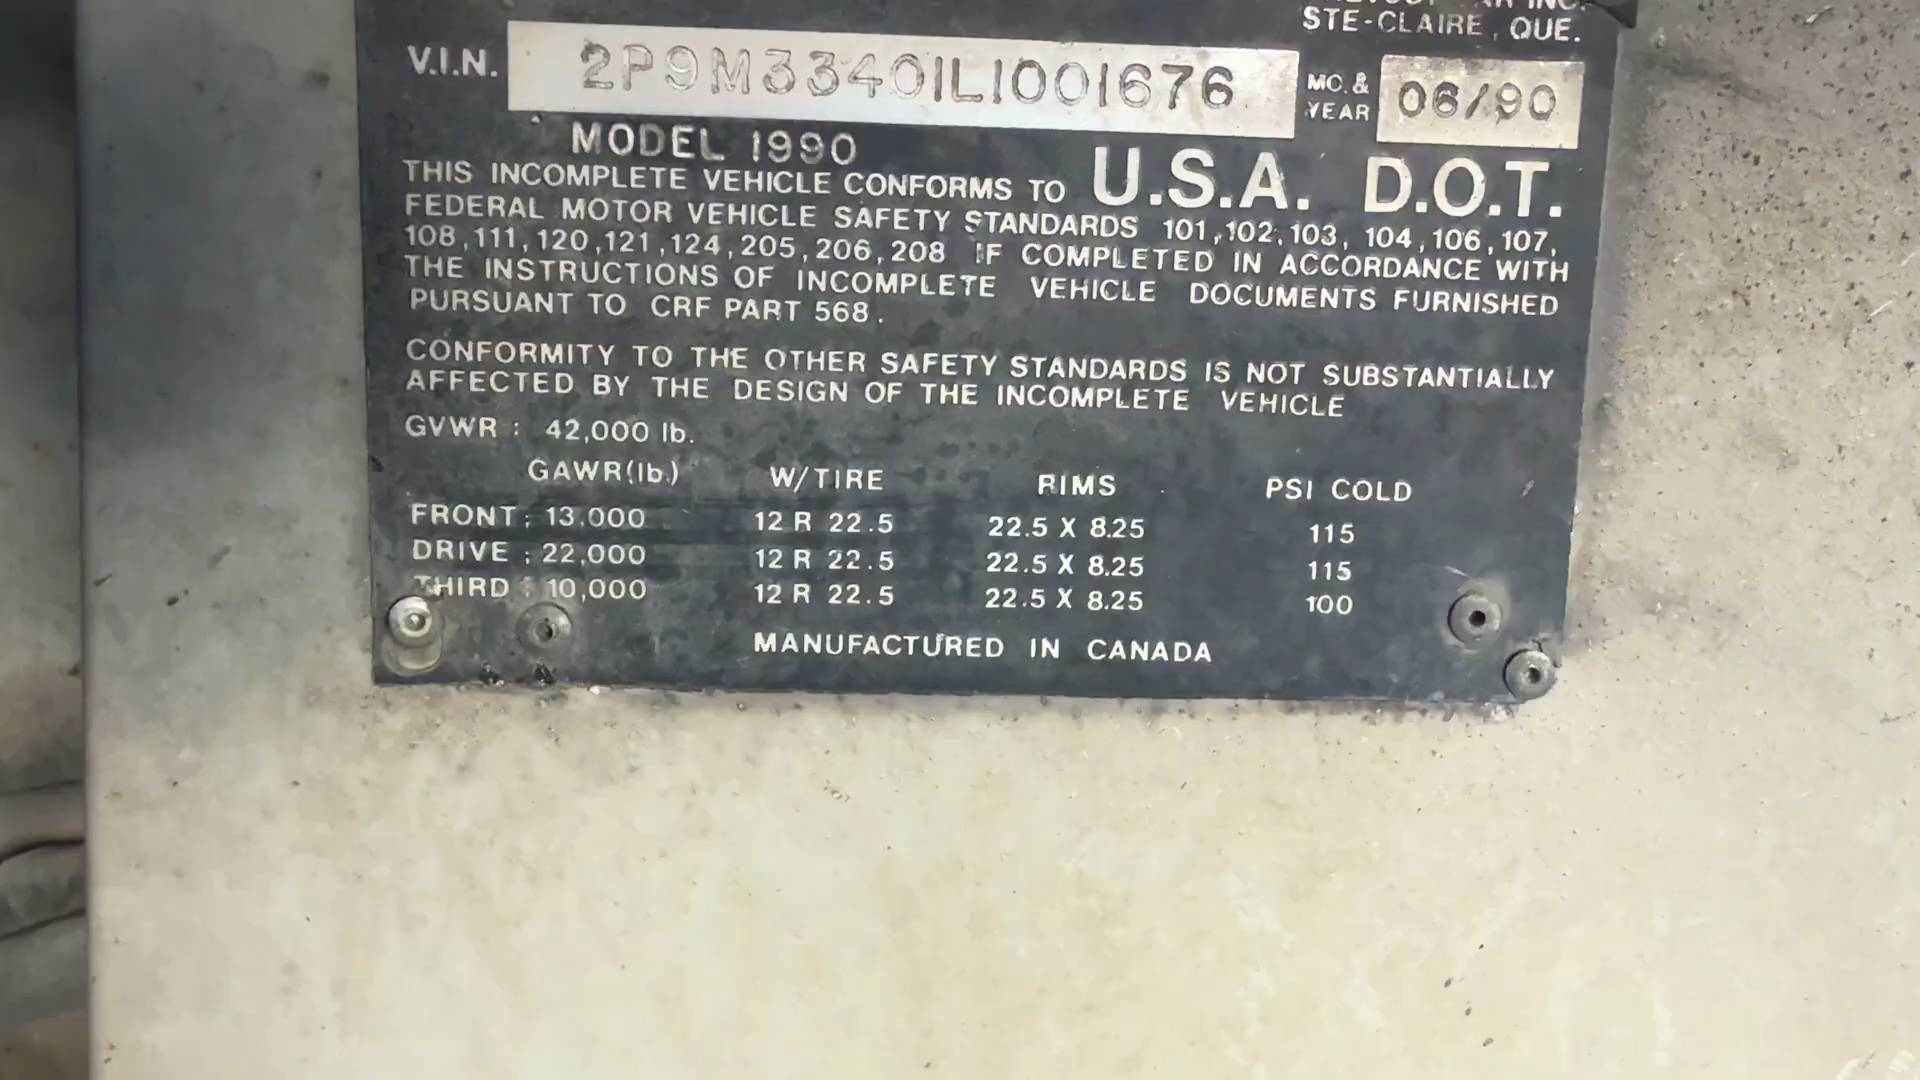 INC.
STE-CLAIRE, QUE.
V.I.N. 2P9M33401L1001676 MO.& YEAR 06/90
MODEL 1990
THIS INCOMPLETE VEHICLE CONFORMS TO U.S.A. D.O.T.
FEDERAL MOTOR VEHICLE SAFETY STANDARDS 101,102,103, 104,106,107,
108,111,120,121,124,205,206,208 IF COMPLETED IN ACCORDANCE WITH
THE INSTRUCTIONS OF INCOMPLETE VEHICLE DOCUMENTS FURNISHED
PURSUANT TO CRF PART 568.
CONFORMITY TO THE OTHER SAFETY STANDARDS IS NOT SUBSTANTIALLY
AFFECTED BY THE DESIGN OF THE INCOMPLETE VEHICLE
GVWR: 42,000 lb.
GAWR(lb.) W/TIRE RIMS PSI COLD
FRONT: 13,000 12 R 22.5 22.5 X 8.25 115
DRIVE: 22,000 12 R 22.5 22.5 X 8.25 115
THIRD: 10,000 12 R 22.5 22.5 X 8.25 100
MANUFACTURED IN CANADA